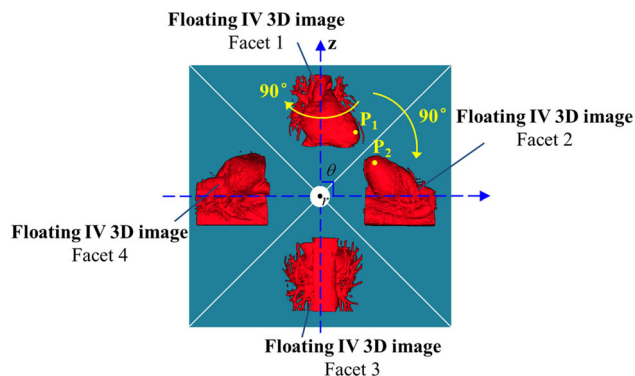 Floating IV 3D image
Facet 1
z
90°
P1
90°
Floating IV 3D image
Facet 2
P2
θ
r
Floating IV 3D image
Facet 4
Floating IV 3D image
Facet 3